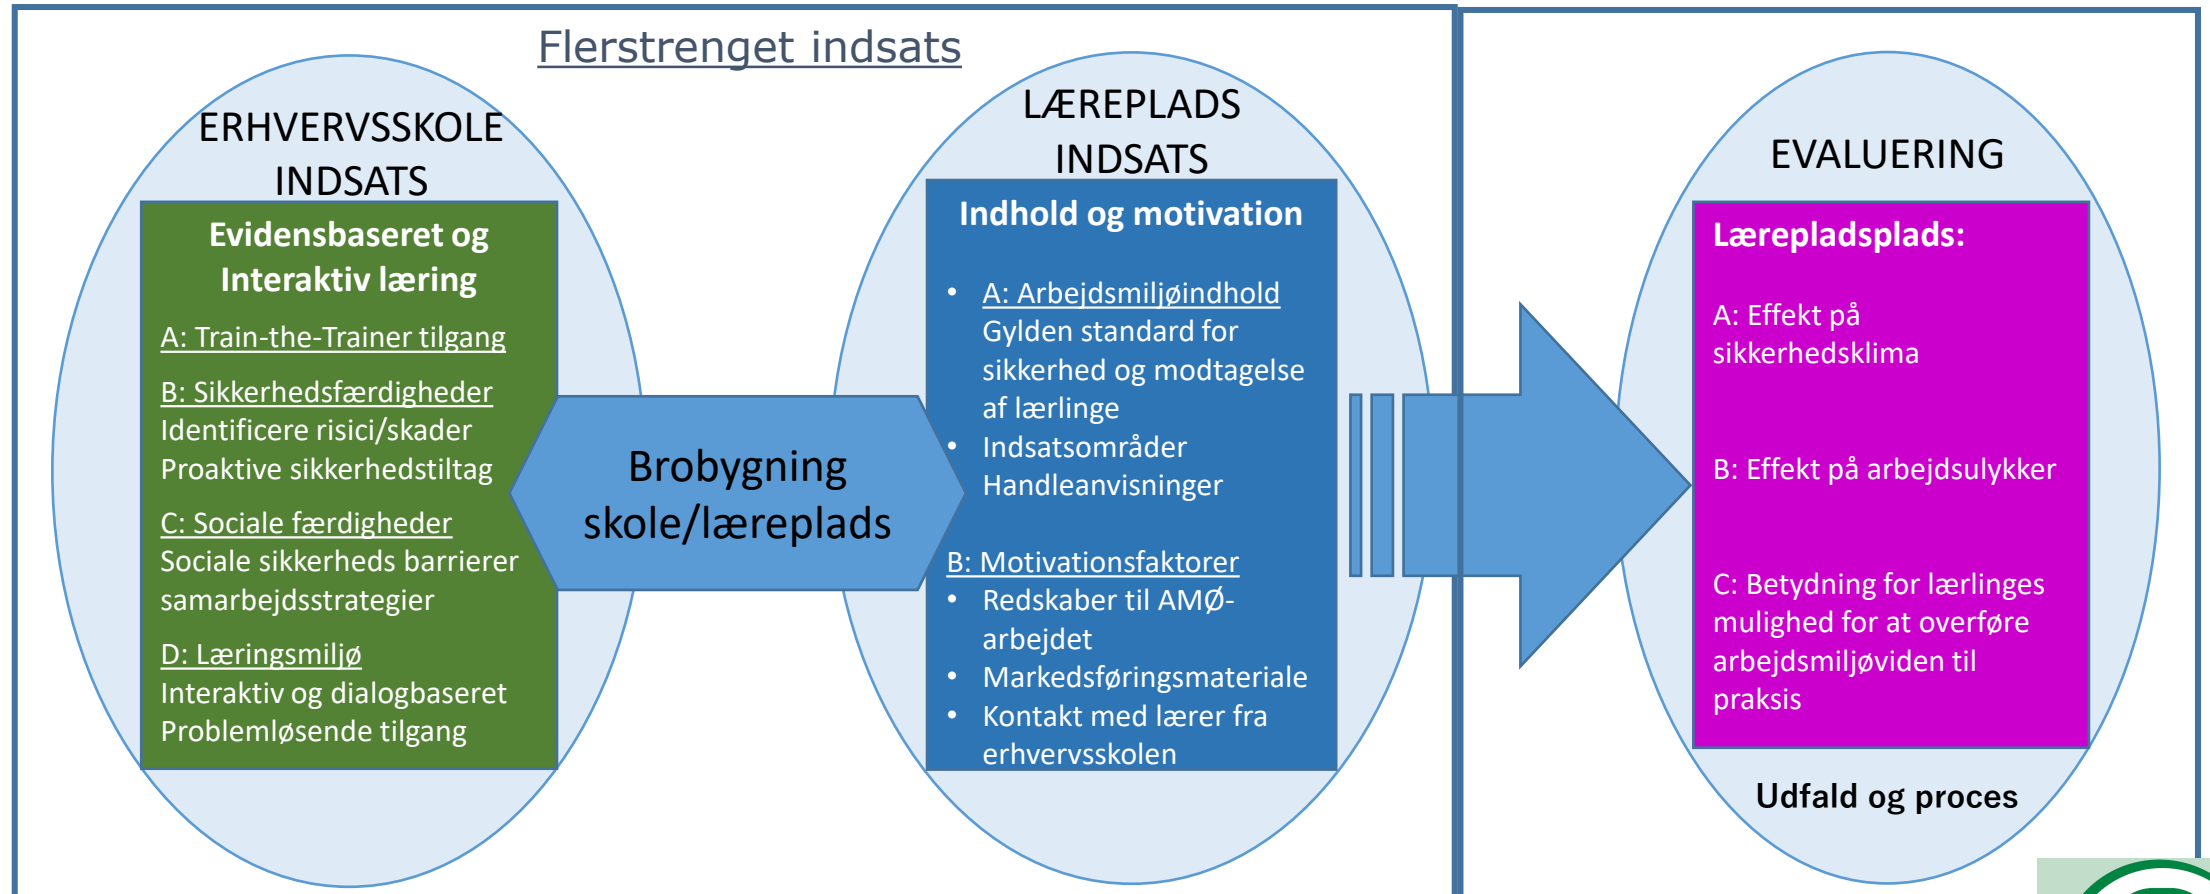 Flerstrenget indsats
ERHVERVSSKOLE
INDSATS
Evidensbaseret og
Interaktiv læring
A: Train-the-Trainer tilgang
B: Sikkerhedsfærdigheder
Identificere risici/skader
Proaktive sikkerhedstiltag
C: Sociale færdigheder
Sociale sikkerheds barrierer
samarbejdsstrategier
D: Læringsmiljø
Interaktiv og dialogbaseret
Problemløsende tilgang
Brobygning
skole/læreplads
LÆREPLADS
INDSATS
Indhold og motivation
• A: Arbejdsmiljøindhold
Gylden standard for
sikkerhed og modtagelse
af lærlinge
• Indsatsområder
Handleanvisninger
B: Motivationsfaktorer
• Redskaber til AMØ-
arbejdet
• Markedsføringsmateriale
• Kontakt med lærer fra
erhvervsskolen
EVALUERING
Lærepladsplads:
A: Effekt på
sikkerhedsklima
B: Effekt på arbejdsulykker
C: Betydning for lærlinges
mulighed for at overføre
arbejdsmiljøviden til
praksis
Udfald og proces